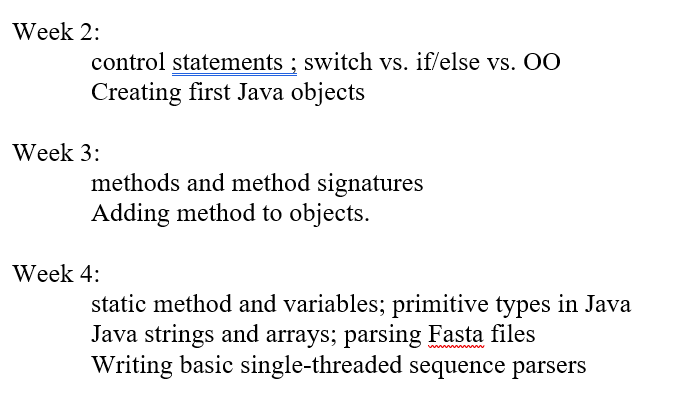 Week 2:
control statements ; switch vs. if/else vs. OO
Creating first Java objects
Week 3:
methods and method signatures
Adding method to objects.
Week 4:
static method and variables; primitive types in Java
Java strings and arrays; parsing Fasta files
Writing basic single-threaded sequence parsers